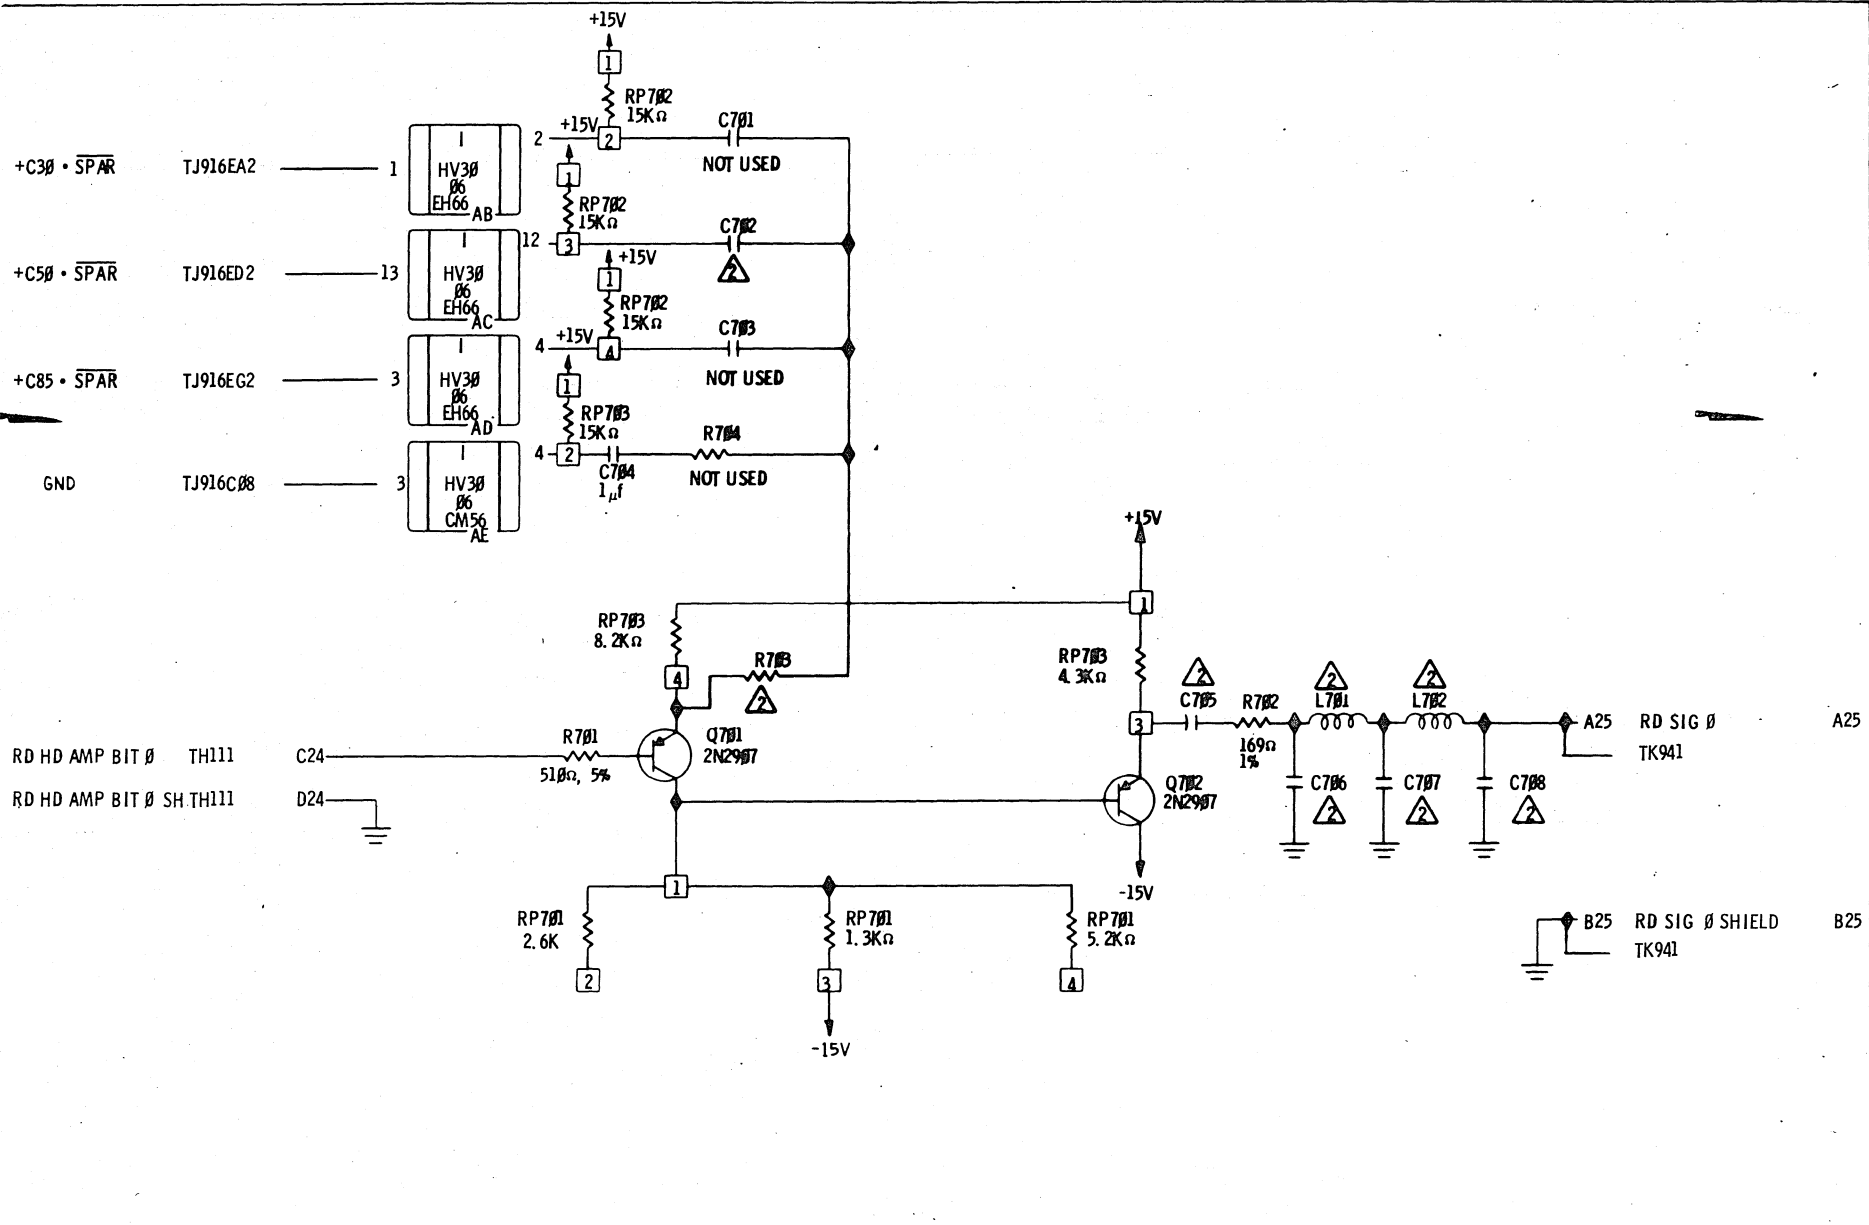 +15V
1
RP7Ø2
15KΩ
+15V
2
2
C7Ø1
NOT USED
+C3Ø • S̅P̅A̅R̅ TJ916EA2 1
I
HV3Ø
Ø6
EH66
AB
1
RP7Ø2
15KΩ
12
3
C7Ø2
2
+C5Ø • S̅P̅A̅R̅ TJ916ED2 13
I
HV3Ø
Ø6
EH66
AC
+15V
1
RP7Ø2
15KΩ
4
+15V
4
C7Ø3
NOT USED
+C85 • S̅P̅A̅R̅ TJ916EG2 3
I
HV3Ø
Ø6
EH66
AD
1
RP7Ø3
15KΩ
4
2
C7Ø4
1µf
R7Ø4
NOT USED
GND TJ916CØ8 3
I
HV3Ø
Ø6
CM56
AE
+15V
1
RP7Ø3
8.2KΩ
4
R7Ø3
2
RP7Ø3
4.3KΩ
3
2
C7Ø5
R7Ø2
169Ω
1%
2
L7Ø1
2
L7Ø2
A25 RD SIG Ø A25
TK941
RD HD AMP BIT Ø TH111 C24
R7Ø1
51ØΩ, 5%
Q7Ø1
2N29Ø7
RD HD AMP BIT Ø SH TH111 D24
Q7Ø2
2N29Ø7
C7Ø6
2
C7Ø7
2
C7Ø8
2
-15V
1
RP7Ø1
2.6K
2
RP7Ø1
1.3KΩ
3
-15V
RP7Ø1
5.2KΩ
4
B25 RD SIG Ø SHIELD B25
TK941